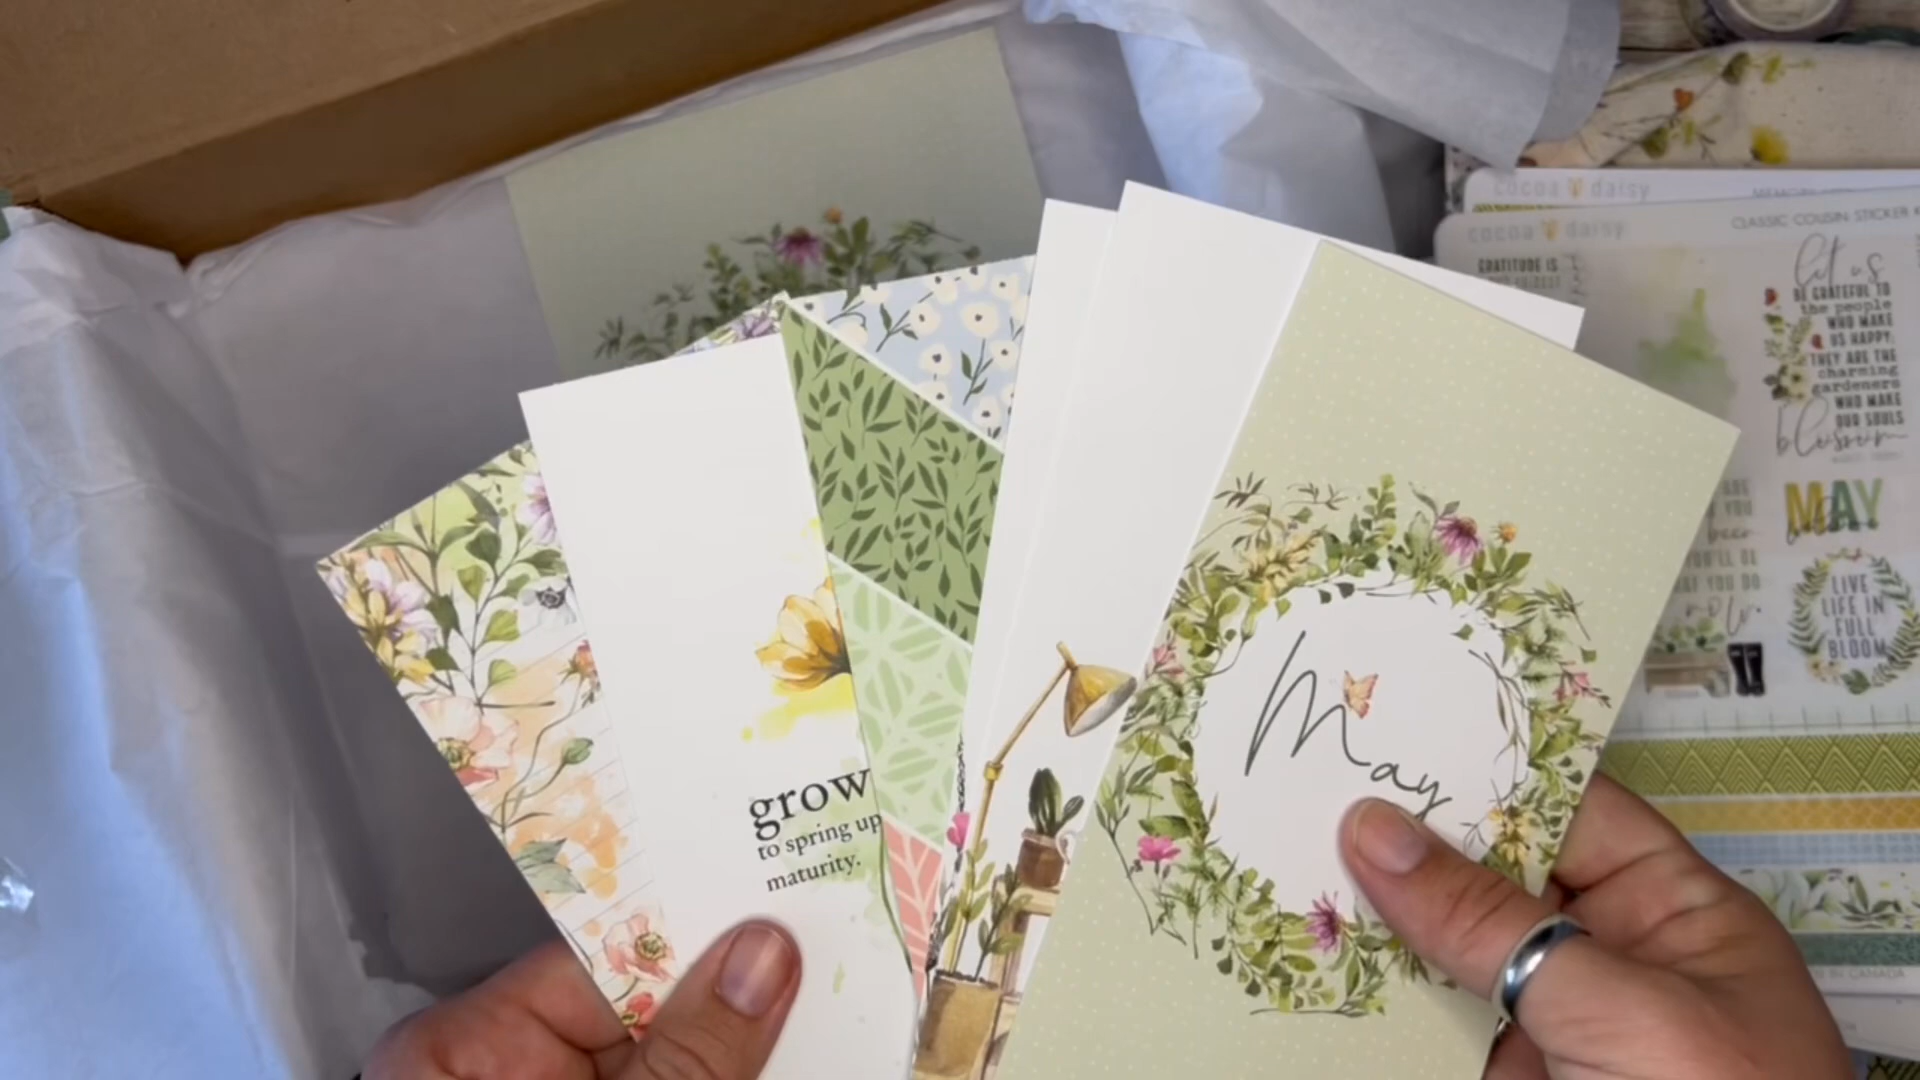 grow
to spring up
maturity.
May
cocoa daisy
cocoa daisy
CLASSIC COUSIN STICKER
GRATITUDE IS
let us
BE GRATEFUL TO
the people
WHO MAKE
US HAPPY;
THEY ARE THE
charming
gardeners
WHO MAKE
OUR SOULS
blossom
MAY
LIVE
LIFE IN
FULL
BLOOM
IN CANADA